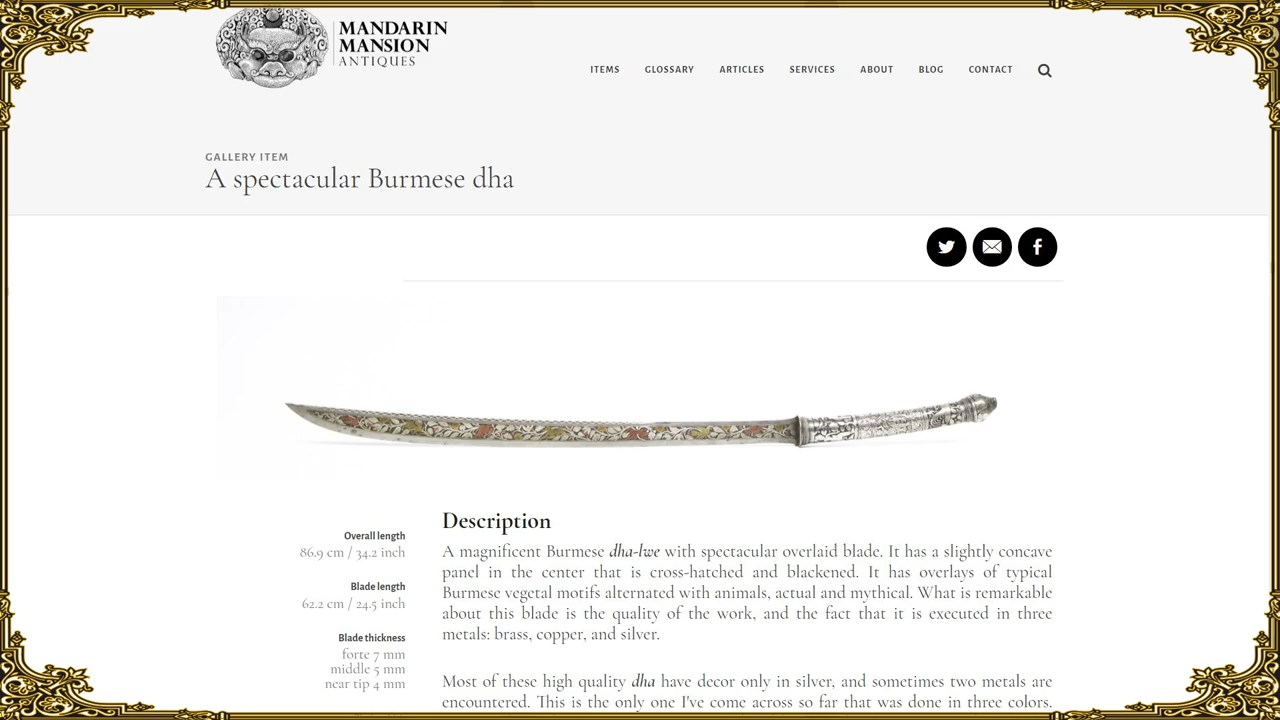 MANDARIN
MANSION
ANTIQUES
ITEMS GLOSSARY ARTICLES SERVICES ABOUT BLOG CONTACT
GALLERY ITEM
A spectacular Burmese dha
Overall length
86.9 cm / 34.2 inch
Blade length
62.2 cm / 24.5 inch
Blade thickness
forte 7 mm
middle 5 mm
near tip 4 mm
Description
A magnificent Burmese dha-lwe with spectacular overlaid blade. It has a slightly concave
panel in the center that is cross-hatched and blackened. It has overlays of typical
Burmese vegetal motifs alternated with animals, actual and mythical. What is remarkable
about this blade is the quality of the work, and the fact that it is executed in three
metals: brass, copper, and silver.
Most of these high quality dha have decor only in silver, and sometimes two metals are
encountered. This is the only one I've come across so far that was done in three colors.